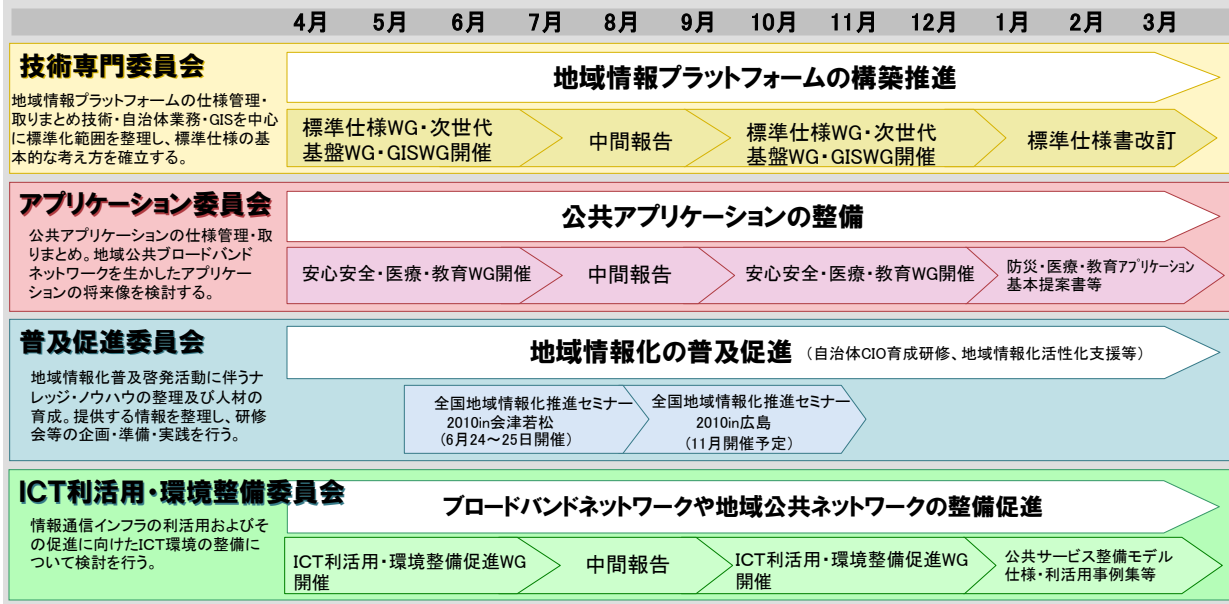 4月 5月 6月 7月 8月 9月 10月 11月 12月 1月 2月 3月
技術専門委員会
地域情報プラットフォームの仕様管理・
取りまとめ技術・自治体業務・GISを中心
に標準化範囲を整理し、標準仕様の基
本的な考え方を確立する。
地域情報プラットフォームの構築推進
標準仕様WG・次世代
基盤WG・GISWG開催
中間報告
標準仕様WG・次世代
基盤WG・GISWG開催
標準仕様書改訂
アプリケーション委員会
公共アプリケーションの仕様管理・取
りまとめ。地域公共ブロードバンド
ネットワークを生かしたアプリケー
ションの将来像を検討する。
公共アプリケーションの整備
安心安全・医療・教育WG開催
中間報告
安心安全・医療・教育WG開催
防災・医療・教育アプリケーション
基本提案書等
普及促進委員会
地域情報化普及啓発活動に伴うナ
レッジ・ノウハウの整理及び人材の
育成。提供する情報を整理し、研修
会等の企画・準備・実践を行う。
地域情報化の普及促進 （自治体CIO育成研修、地域情報化活性化支援等）
全国地域情報化推進セミナー
2010in会津若松
（6月24～25日開催）
全国地域情報化推進セミナー
2010in広島
（11月開催予定）
ICT利活用・環境整備委員会
情報通信インフラの利活用およびそ
の促進に向けたICT環境の整備に
ついて検討を行う。
ブロードバンドネットワークや地域公共ネットワークの整備促進
ICT利活用・環境整備促進WG
開催
中間報告
ICT利活用・環境整備促進WG
開催
公共サービス整備モデル
仕様・利活用事例集等